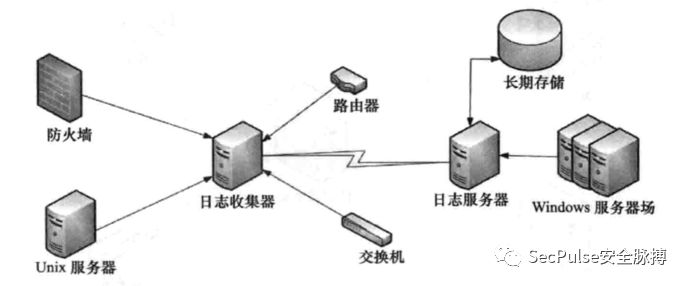 长期存储
路由器
防火墙
日志收集器
日志服务器
Windows 服务器场
Unix 服务器
交换机
SecPulse安全脉搏